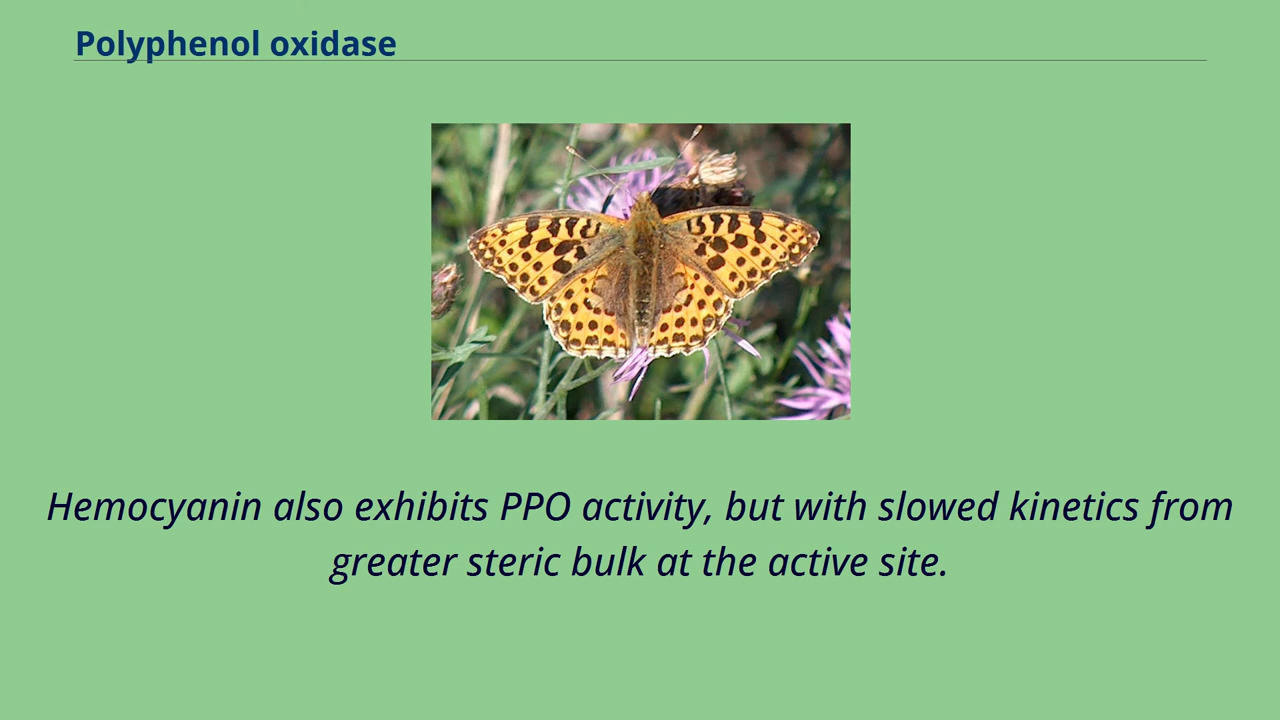 Polyphenol oxidase
Hemocyanin also exhibits PPO activity, but with slowed kinetics from
greater steric bulk at the active site.